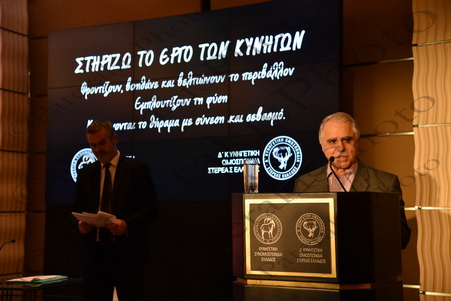 ΣΤΗΡΙΖΩ ΤΟ ΕΡΓΟ ΤΩΝ ΚΥΝΗΓΩΝ
Φροντίζουν, βοηθάνε και βελτιώνουν το περιβάλλον
Εμπλουτίζουν τη φύση
το θήραμα με σύνεση και σεβασμό.
Δ' ΚΥΝΗΓΕΤΙΚΗ
ΟΜΟΣΠΟΝΔΙΑ
ΣΤΕΡΕΑΣ ΕΛΛΑΔΟΣ
ΚΥΝΗΓΕΤΙΚΗ
ΣΥΝΟΜΟΣΠΟΝΔΙΑ
ΕΛΛΑΔΟΣ
Δ' ΚΥΝΗΓΕΤΙΚΗ
ΟΜΟΣΠΟΝΔΙΑ
ΣΤΕΡΕΑΣ ΕΛΛΑΔΟΣ